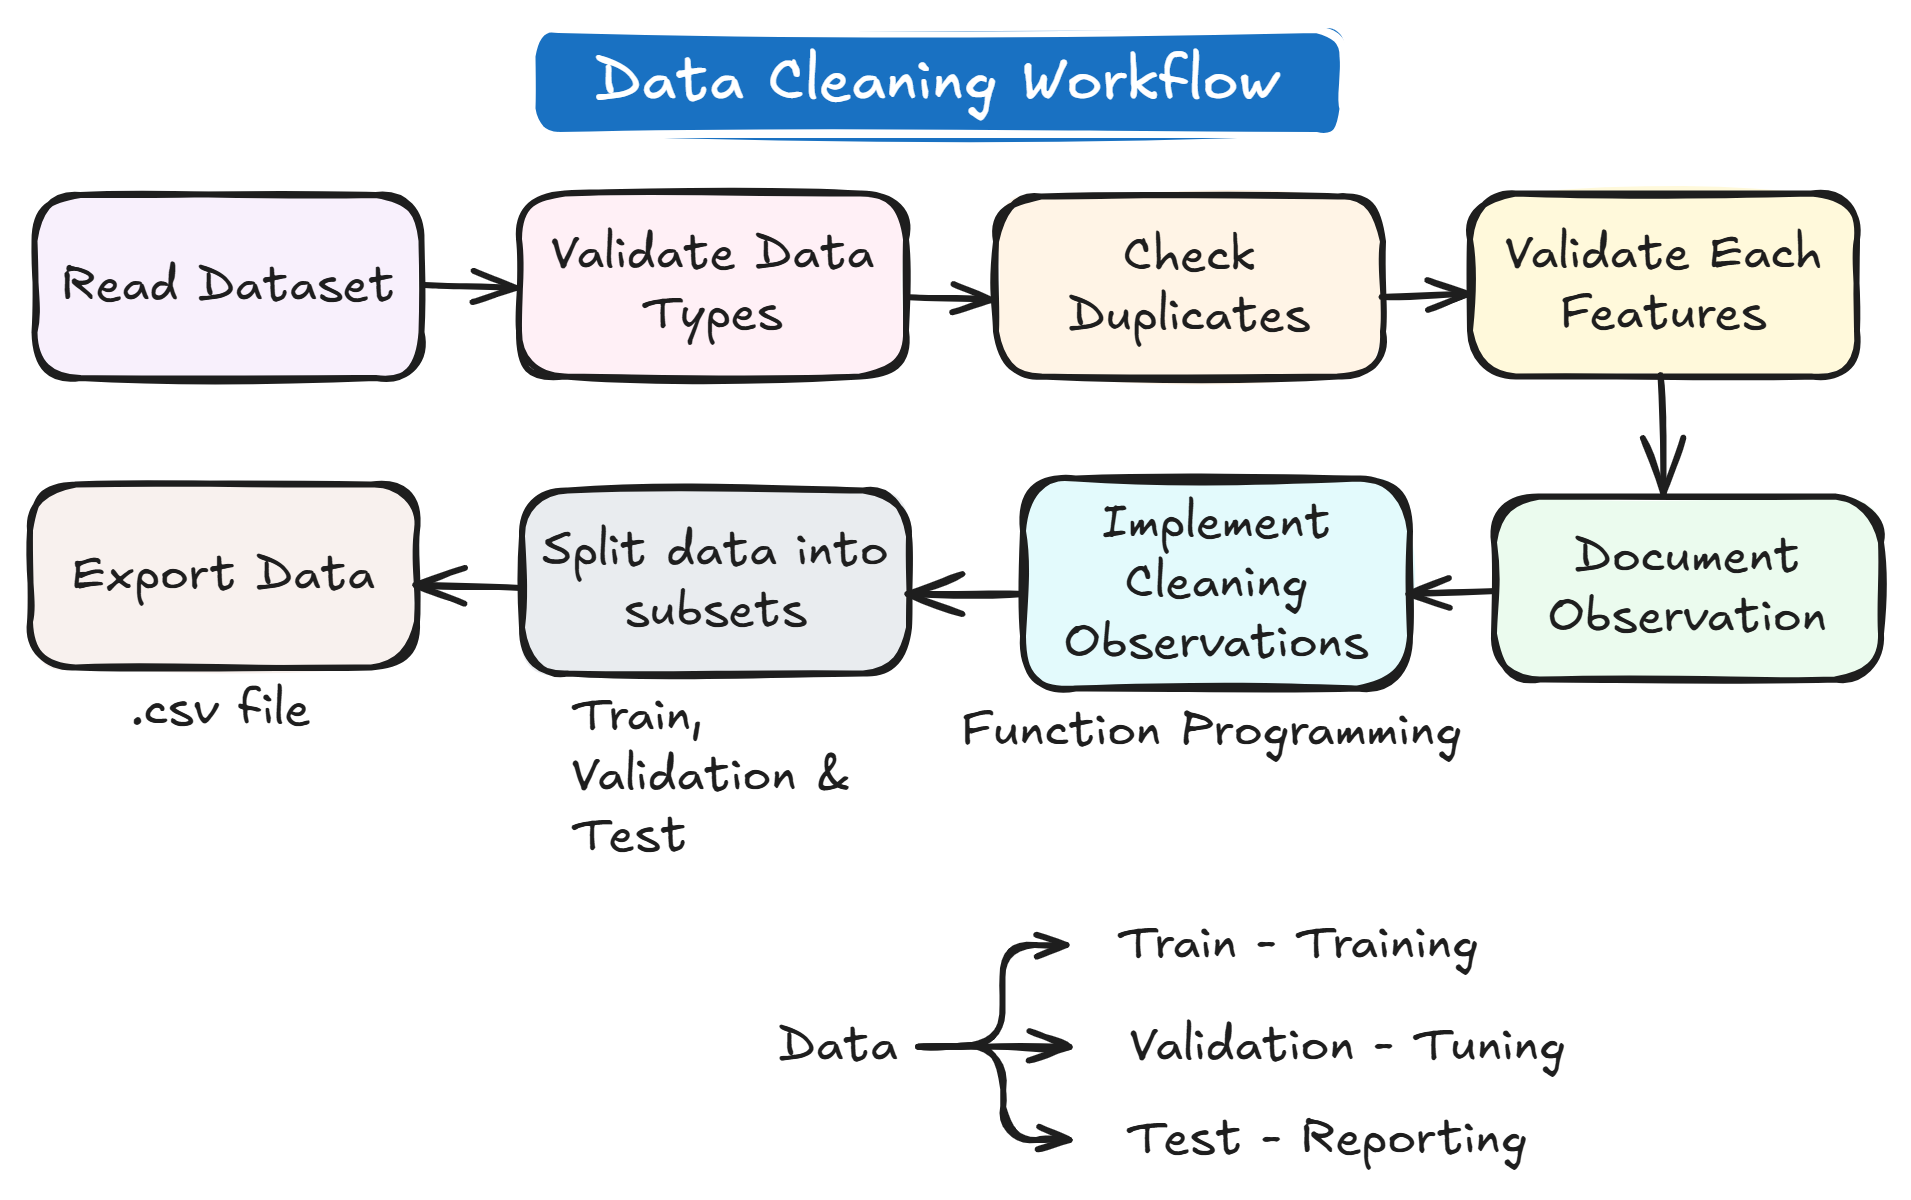 Data Cleaning Workflow
Read Dataset
Validate Data
Types
Check
Duplicates
Validate Each
Features
Document
Observation
Implement
Cleaning
Observations
Function Programming
Split data into
subsets
Train,
Validation &
Test
Export Data
.csv file
Data
Train - Training
Validation - Tuning
Test - Reporting